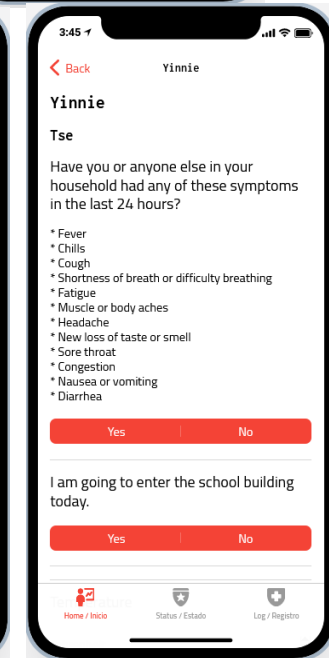 3:45
Back
Yinnie
Yinnie
Tse
Have you or anyone else in your
household had any of these symptoms
in the last 24 hours?
* Fever
* Chills
* Cough
* Shortness of breath or difficulty breathing
* Fatigue
* Muscle or body aches
* Headache
* New loss of taste or smell
* Sore throat
* Congestion
* Nausea or vomiting
* Diarrhea
Yes No
I am going to enter the school building
today.
Yes No
Home / Inicio Status / Estado Log / Registro